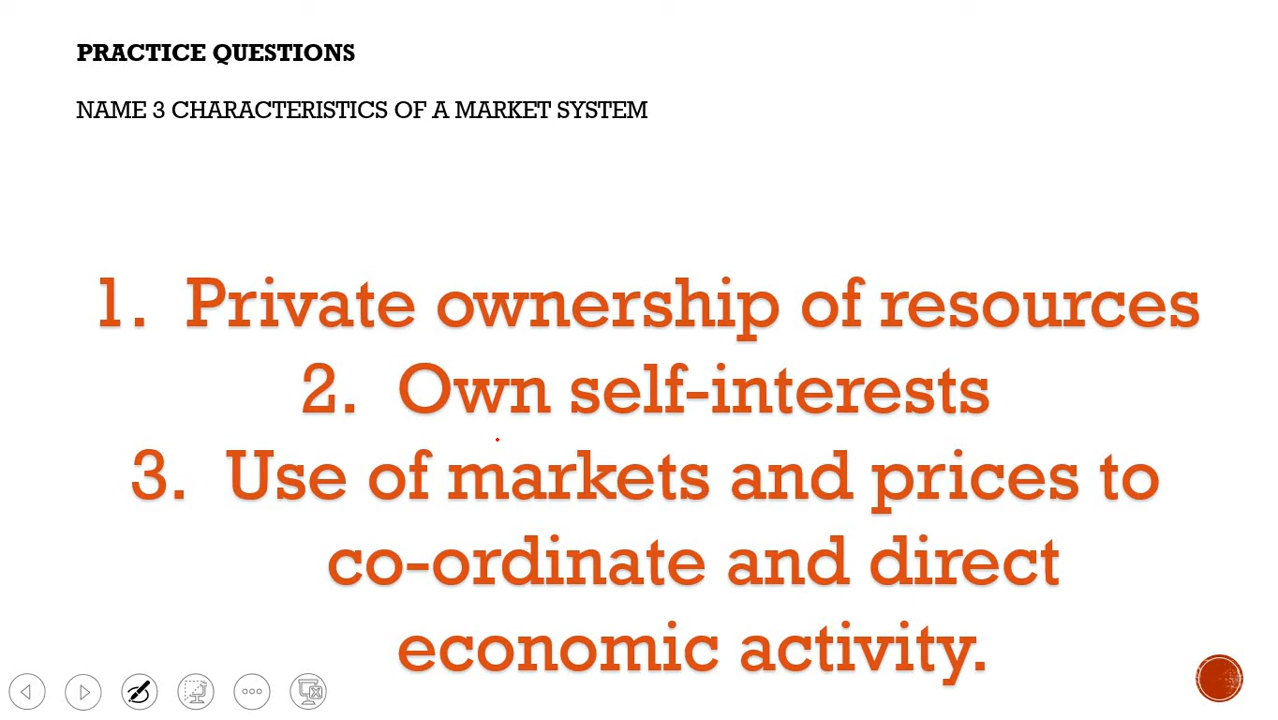 PRACTICE QUESTIONS
NAME 3 CHARACTERISTICS OF A MARKET SYSTEM
1. Private ownership of resources
2. Own self-interests
3. Use of markets and prices to
co-ordinate and direct
economic activity.